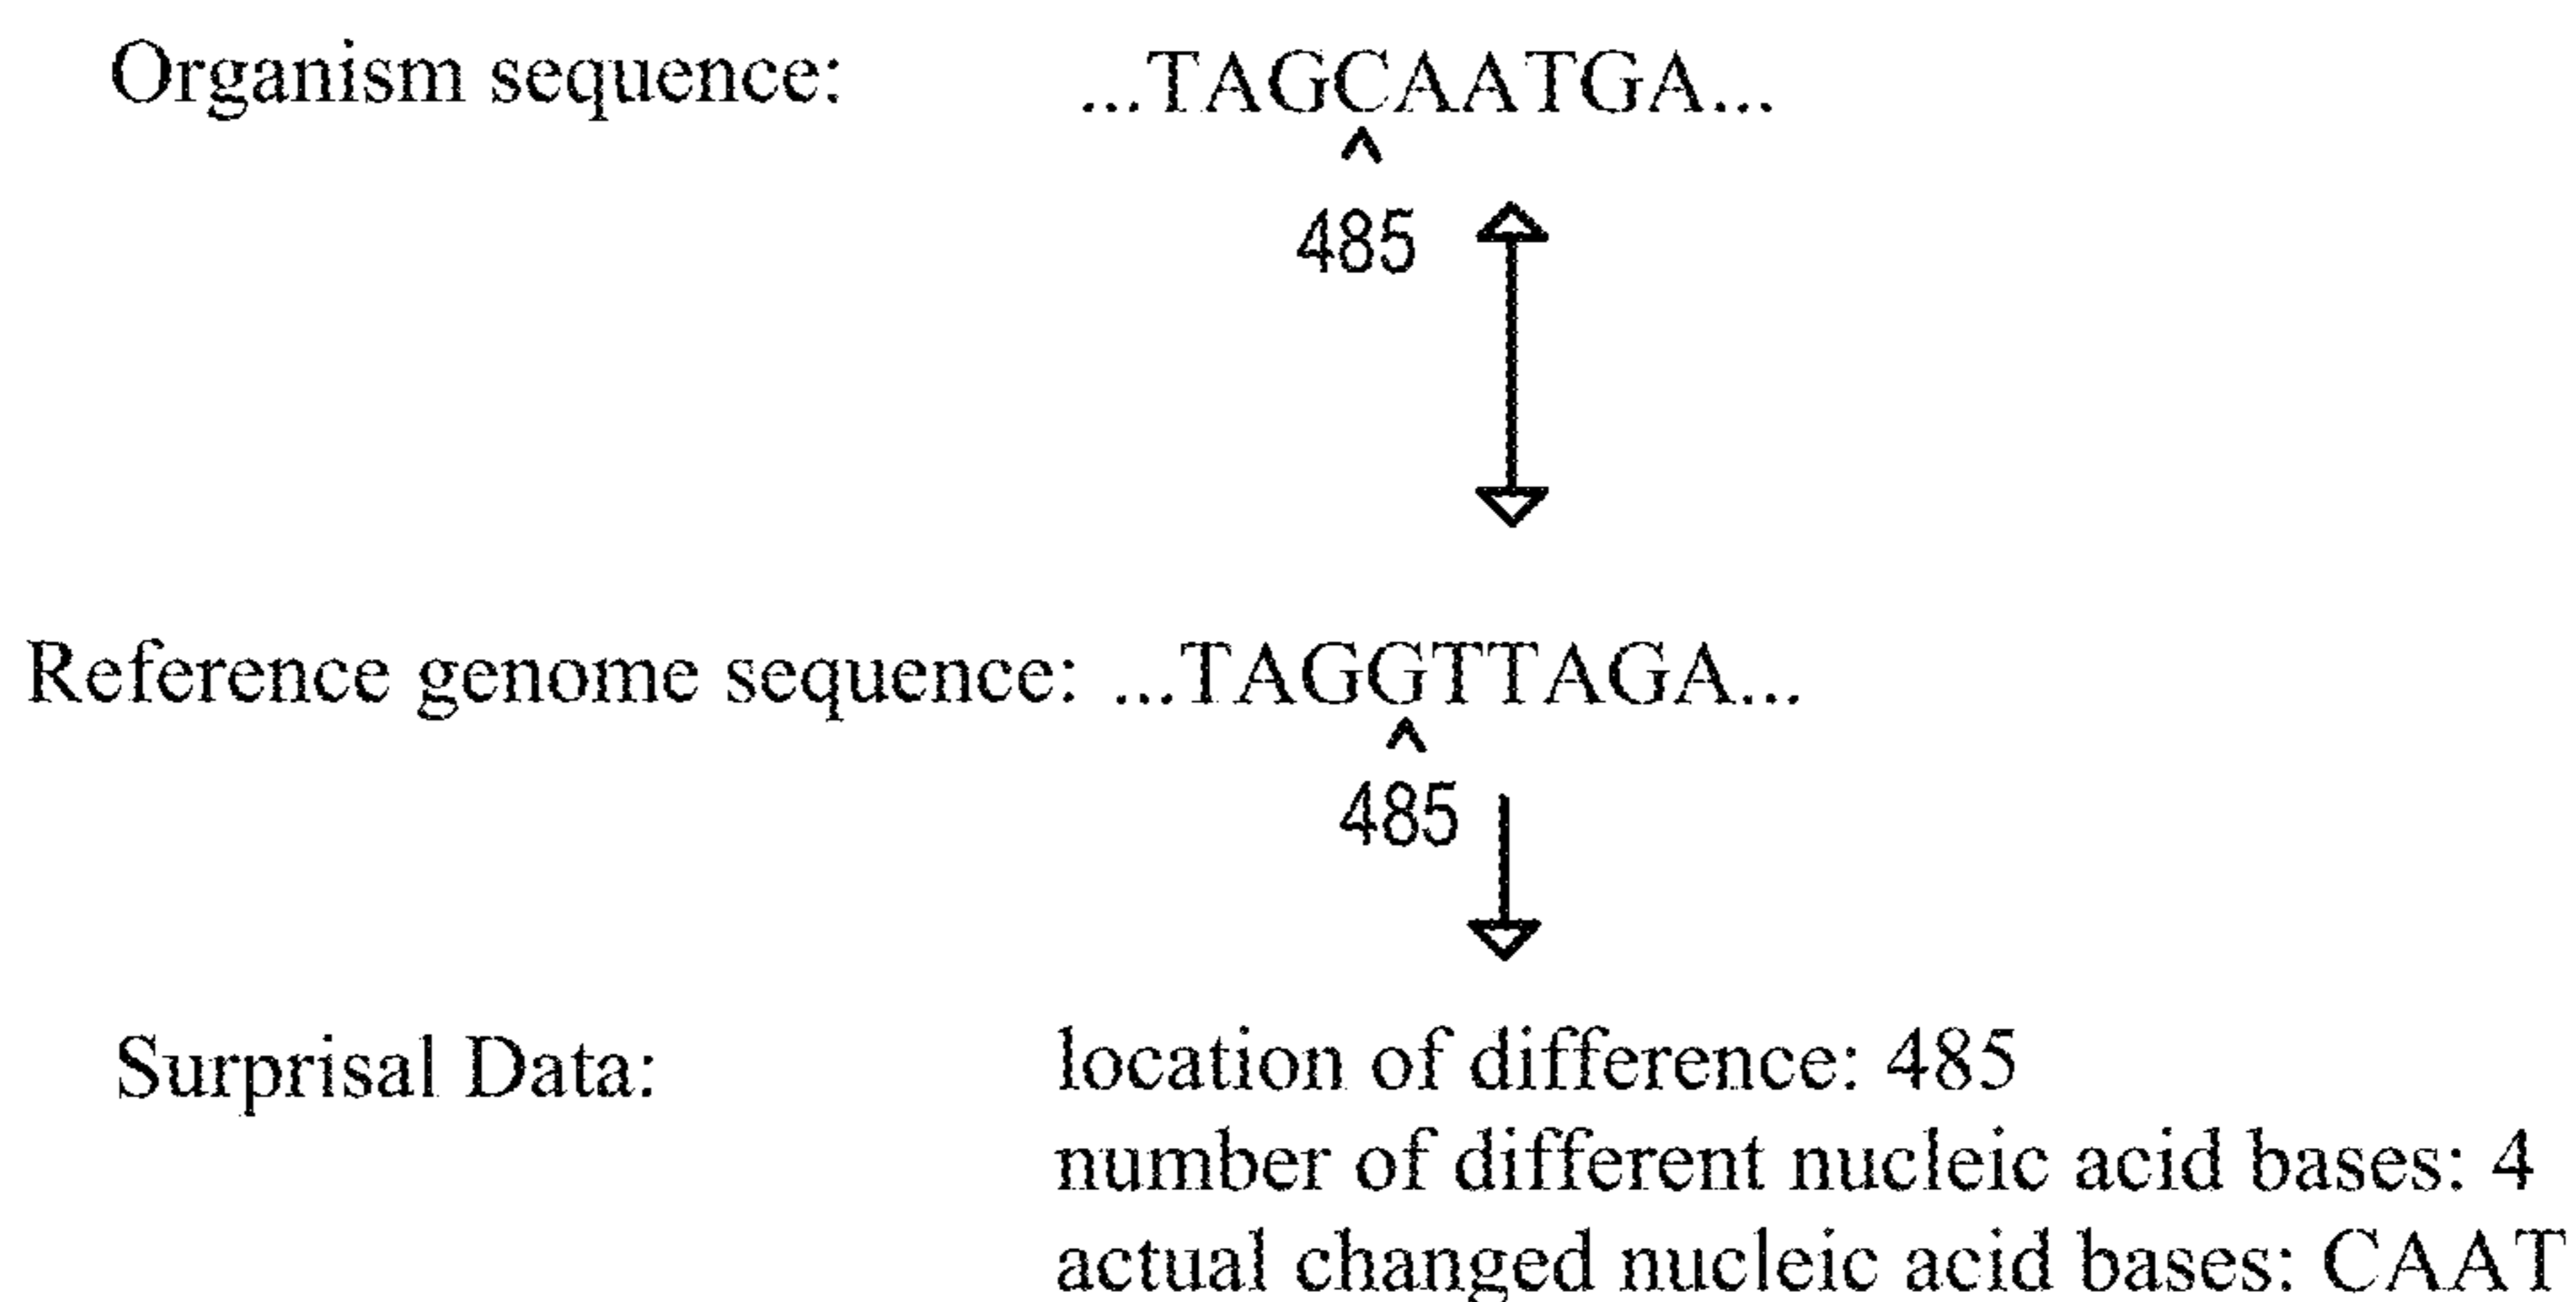 Organism sequence: ...TAGCAATGA...
^
485
Reference genome sequence: ...TAGGTTAGA...
^
485
Surprisal Data: location of difference: 485
number of different nucleic acid bases: 4
actual changed nucleic acid bases: CAAT